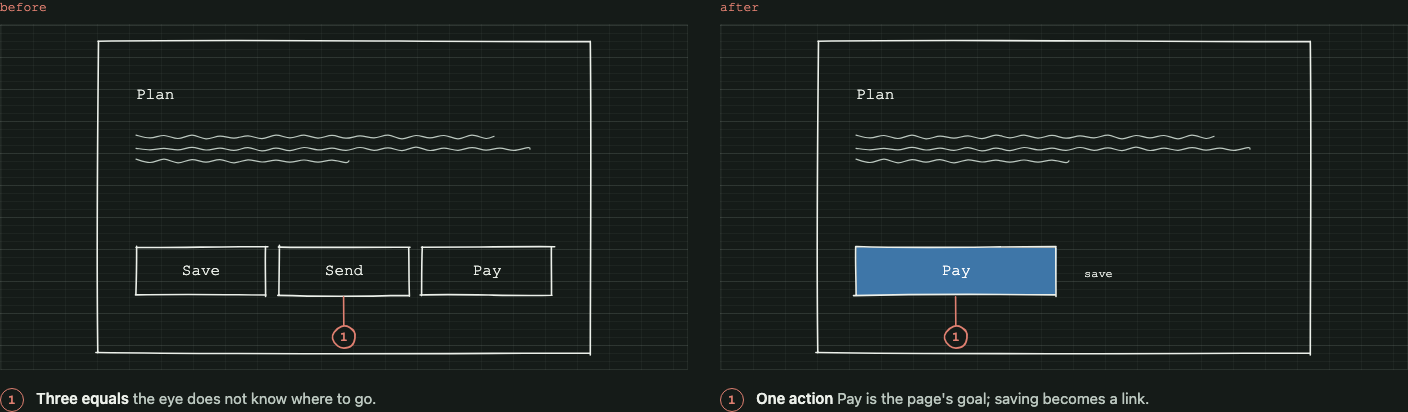 before
Plan
Save
Send
Pay
1
1 Three equals the eye does not know where to go.
after
Plan
Pay
save
1
1 One action Pay is the page's goal; saving becomes a link.